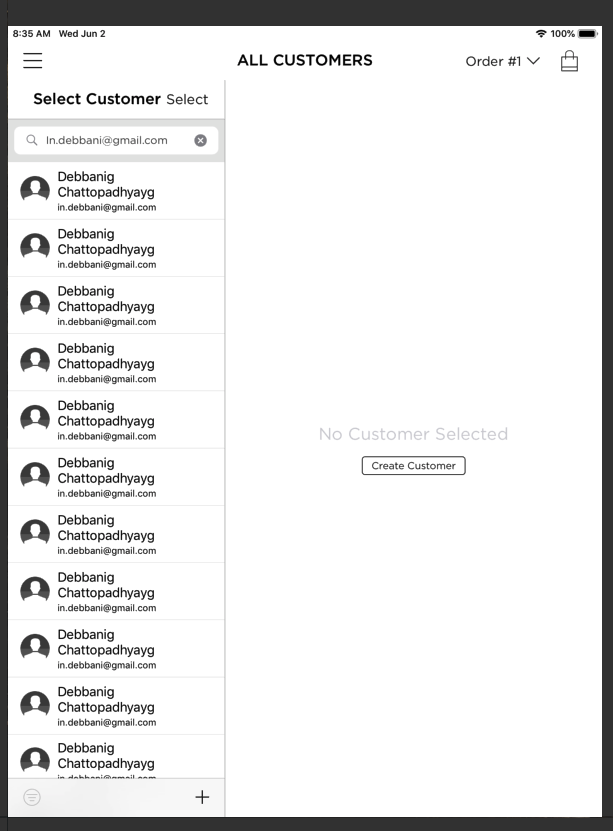 8:35 AM Wed Jun 2 100%
ALL CUSTOMERS
Order #1
Select Customer Select
In.debbani@gmail.com
Debbanig
Chattopadhyayg
in.debbani@gmail.com
Debbanig
Chattopadhyayg
in.debbani@gmail.com
Debbanig
Chattopadhyayg
in.debbani@gmail.com
Debbanig
Chattopadhyayg
in.debbani@gmail.com
Debbanig
Chattopadhyayg
in.debbani@gmail.com
Debbanig
Chattopadhyayg
in.debbani@gmail.com
Debbanig
Chattopadhyayg
in.debbani@gmail.com
Debbanig
Chattopadhyayg
in.debbani@gmail.com
Debbanig
Chattopadhyayg
in.debbani@gmail.com
Debbanig
Chattopadhyayg
in.debbani@gmail.com
Debbanig
Chattopadhyayg
in.debbani@gmail.com
No Customer Selected
Create Customer